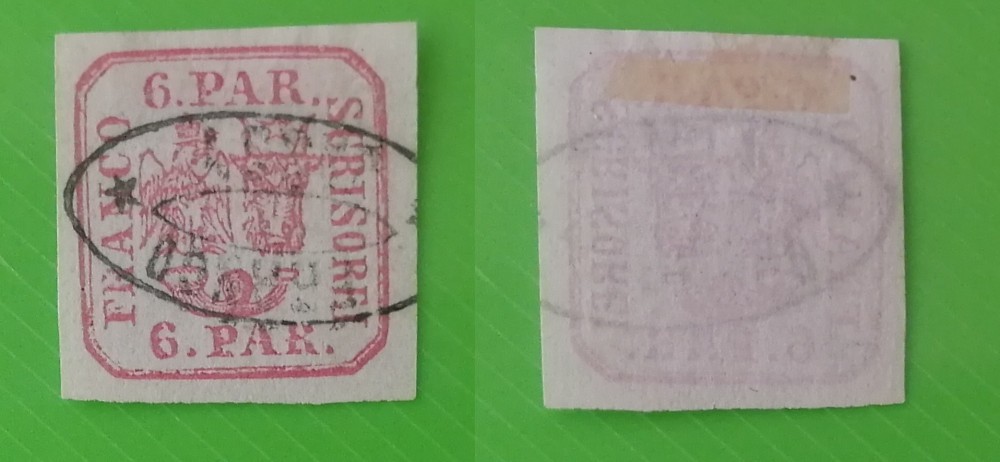 6. PAR.
FRANCO
SCRISOREI
6. PAR.